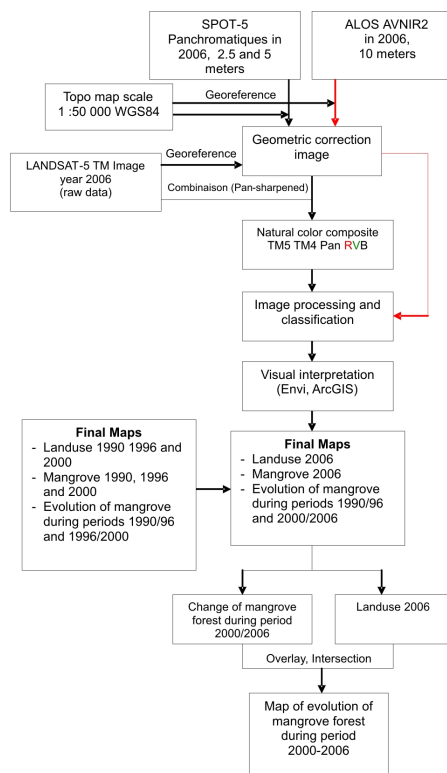 SPOT-5
Panchromatiques in
2006, 2.5 and 5
meters
ALOS AVNIR2
in 2006,
10 meters
Topo map scale
1 :50 000 WGS84
Georeference
Geometric correction
image
LANDSAT-5 TM Image
year 2006
(raw data)
Georeference
Combinaison (Pan-sharpened)
Natural color composite
TM5 TM4 Pan RVB
Image processing and
classification
Visual interpretation
(Envi, ArcGIS)
Final Maps
- Landuse 1990 1996 and
2000
- Mangrove 1990, 1996
and 2000
- Evolution of mangrove
during periods 1990/96
and 1996/2000
Final Maps
- Landuse 2006
- Mangrove 2006
- Evolution of mangrove
during periods 1990/96
and 2000/2006
Change of mangrove
forest during period
2000/2006
Landuse 2006
Overlay, Intersection
Map of evolution of
mangrove forest
during period
2000-2006